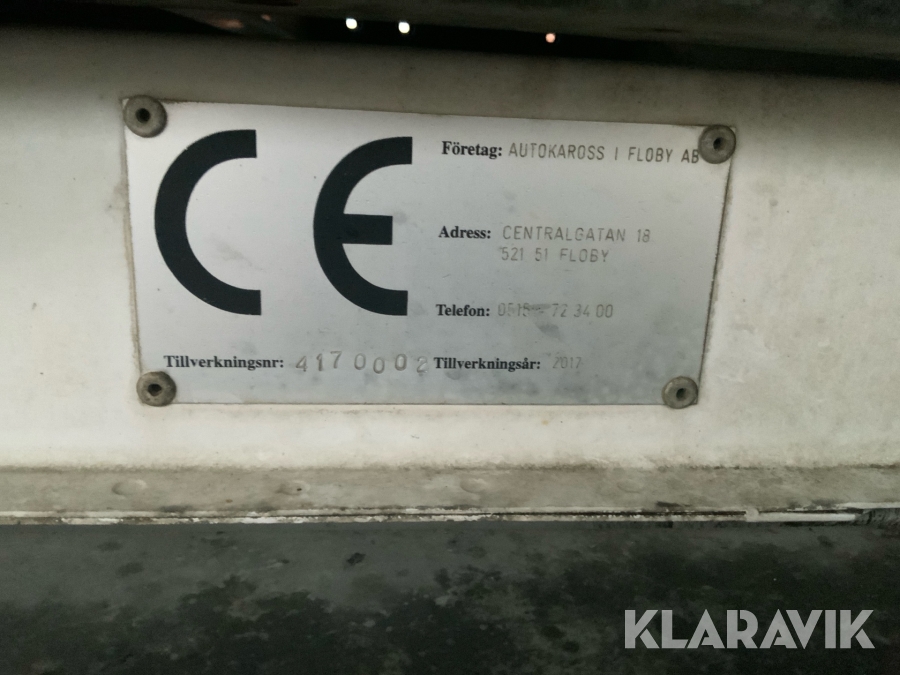 CE
Företag: AUTOKAROSS I FLOBY AB
Adress: CENTRALGATAN 18
521 51 FLOBY
Telefon: 0515 - 72 34 00
Tillverkningsnr: 4170002 Tillverkningsår: 2017
KLARAVIK